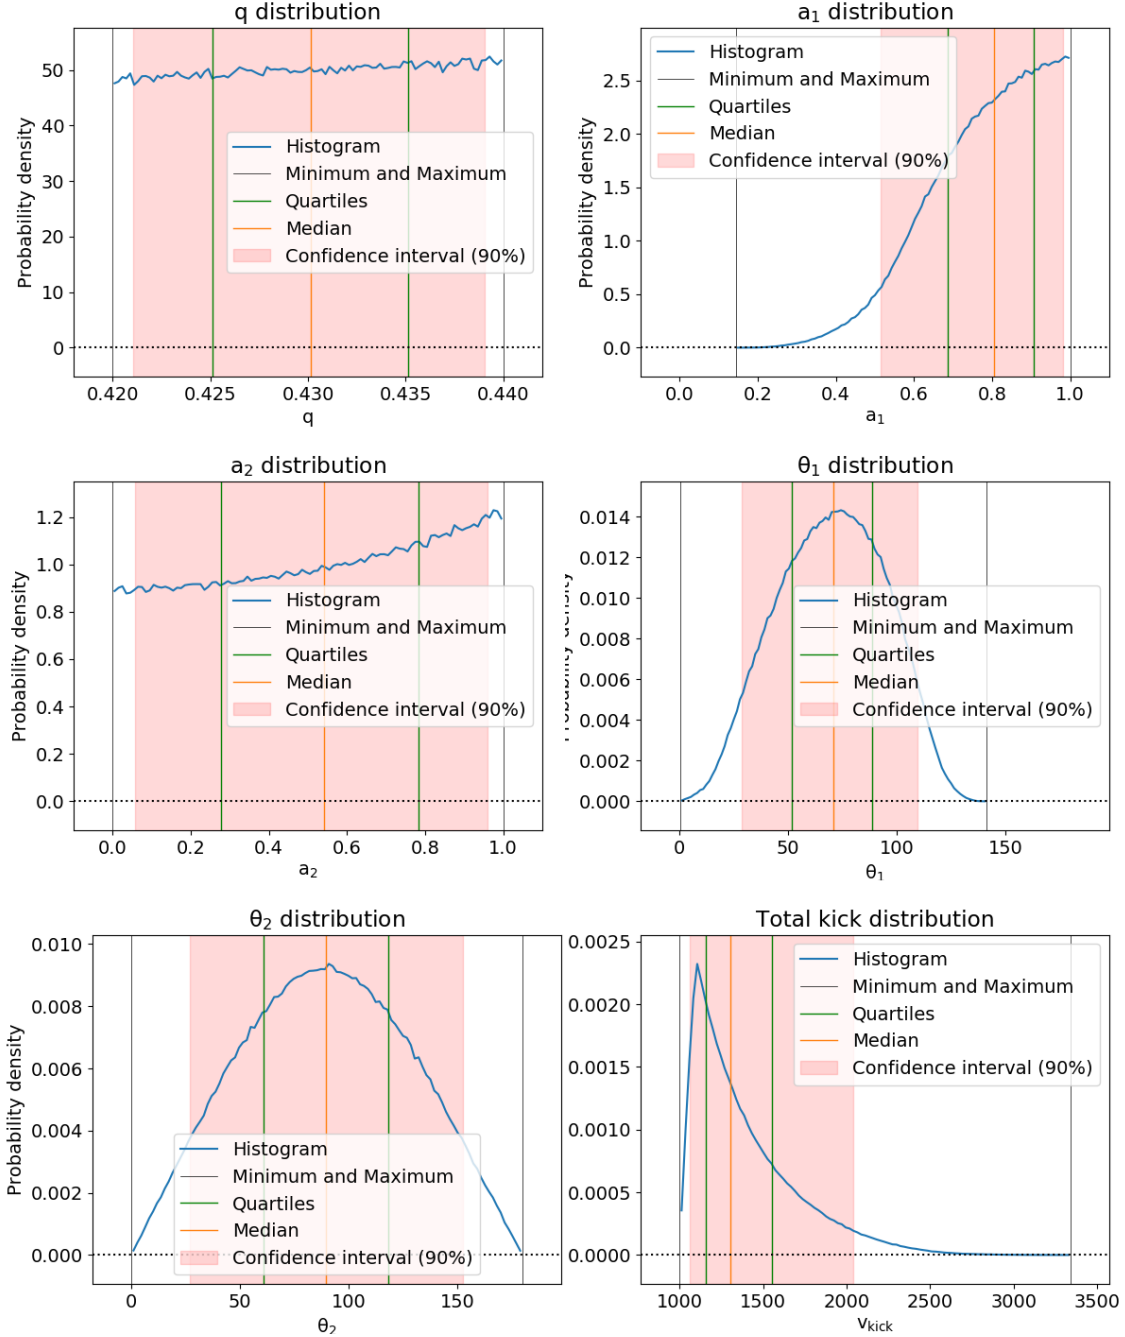 q distribution
50
40
30
20
10
0
Probability density
Histogram
Minimum and Maximum
Quartiles
Median
Confidence interval (90%)
0.420 0.425 0.430 0.435 0.440
q
a₁ distribution
2.5
2.0
1.5
1.0
0.5
0.0
Probability density
Histogram
Minimum and Maximum
Quartiles
Median
Confidence interval (90%)
0.0 0.2 0.4 0.6 0.8 1.0
a₁
a₂ distribution
1.2
1.0
0.8
0.6
0.4
0.2
0.0
Probability density
Histogram
Minimum and Maximum
Quartiles
Median
Confidence interval (90%)
0.0 0.2 0.4 0.6 0.8 1.0
a₂
θ₁ distribution
0.014
0.012
0.010
0.008
0.006
0.004
0.002
0.000
Probability density
Histogram
Minimum and Maximum
Quartiles
Median
Confidence interval (90%)
0 50 100 150
θ₁
θ₂ distribution
0.010
0.008
0.006
0.004
0.002
0.000
Probability density
Histogram
Minimum and Maximum
Quartiles
Median
Confidence interval (90%)
0 50 100 150
θ₂
Total kick distribution
0.0025
0.0020
0.0015
0.0010
0.0005
0.0000
Histogram
Minimum and Maximum
Quartiles
Median
Confidence interval (90%)
1000 1500 2000 2500 3000 3500
v_kick